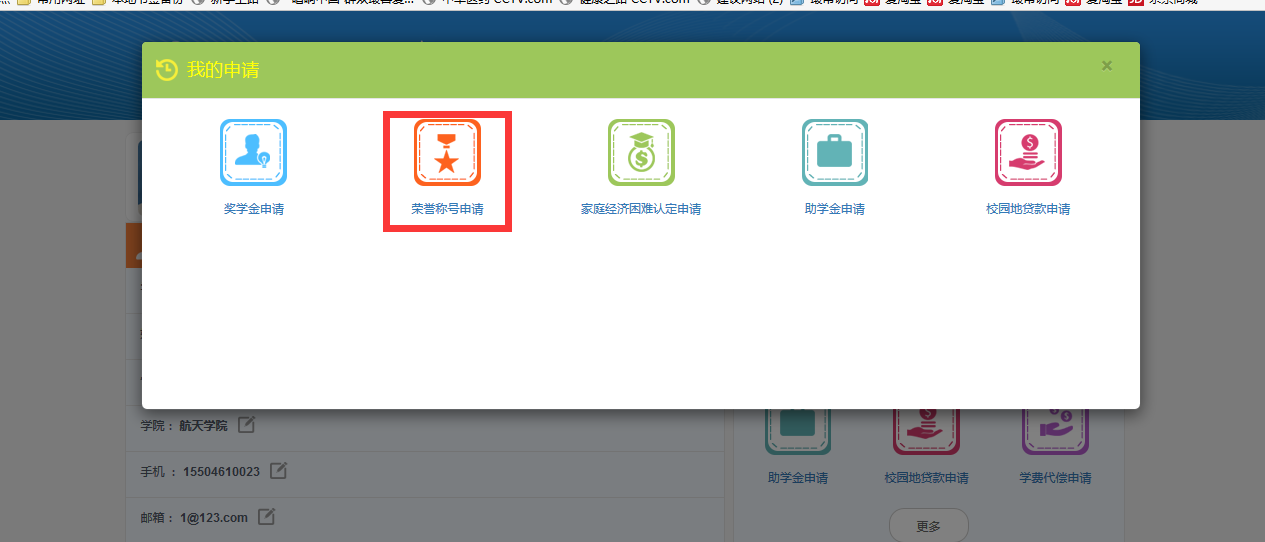 我的申请
×
奖学金申请
荣誉称号申请
家庭经济困难认定申请
助学金申请
校园地贷款申请
学院： 航天学院
手机 ： 15504610023
邮箱： 1@123.com
助学金申请
校园地贷款申请
学费代偿申请
更多